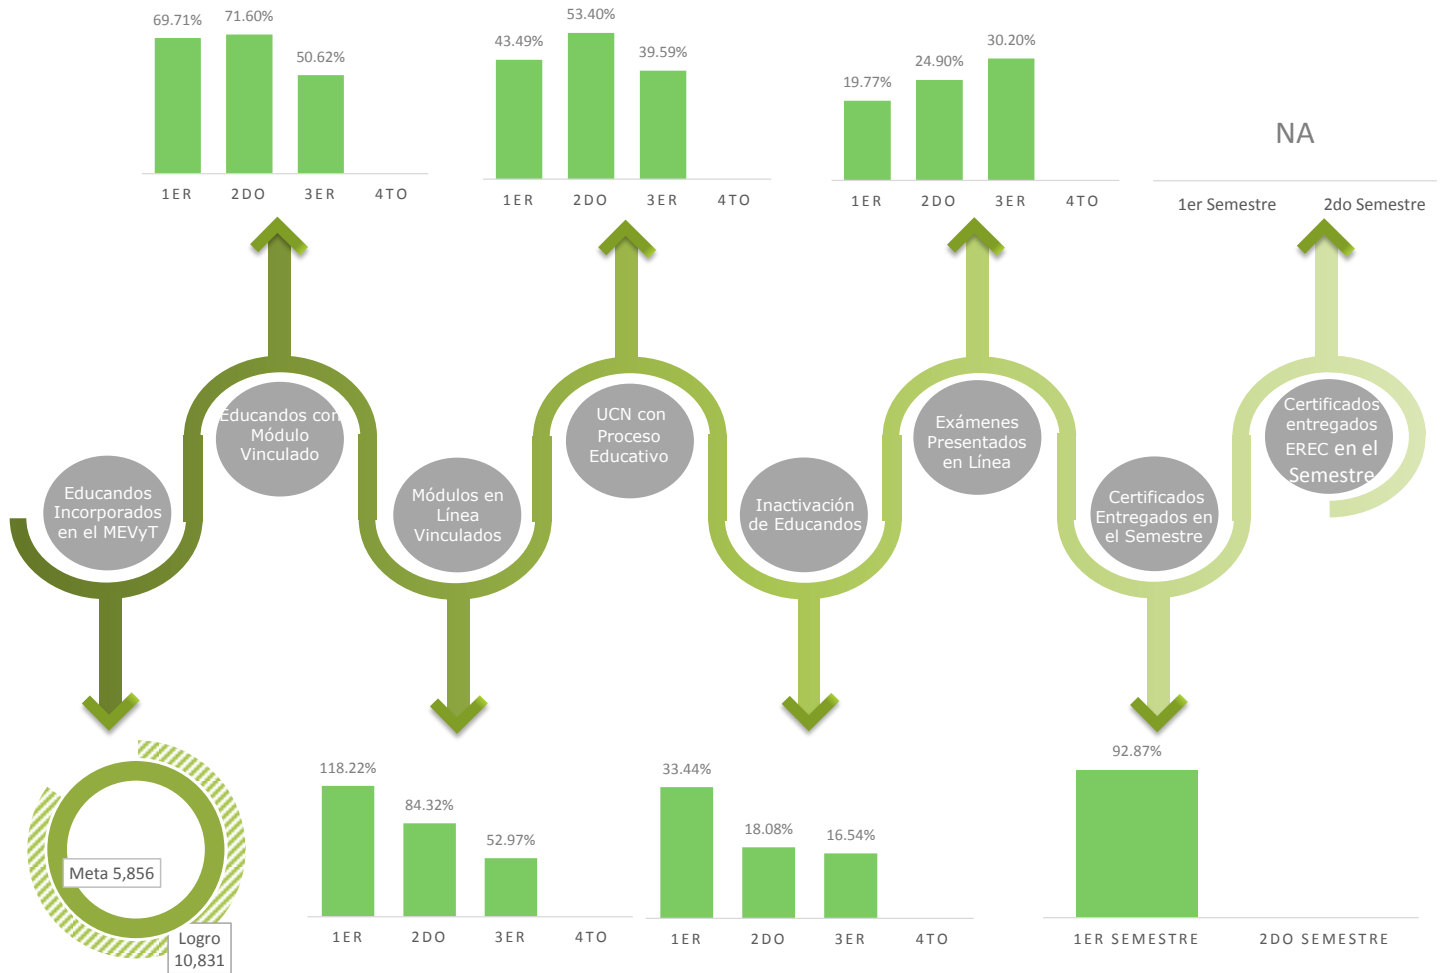 69.71%
71.60%
50.62%
1ER
2DO
3ER
4TO
43.49%
53.40%
39.59%
1ER
2DO
3ER
4TO
19.77%
24.90%
30.20%
1ER
2DO
3ER
4TO
NA
1er Semestre
2do Semestre
Educandos
Incorporados
en el MEVyT
Educandos con
Módulo
Vinculado
Módulos en
Línea
Vinculados
UCN con
Proceso
Educativo
Inactivación
de Educandos
Exámenes
Presentados
en Línea
Certificados
Entregados en
el Semestre
Certificados
entregados
EREC en el
Semestre
Meta 5,856
Logro
10,831
118.22%
84.32%
52.97%
1ER
2DO
3ER
4TO
33.44%
18.08%
16.54%
1ER
2DO
3ER
4TO
92.87%
1ER SEMESTRE
2DO SEMESTRE